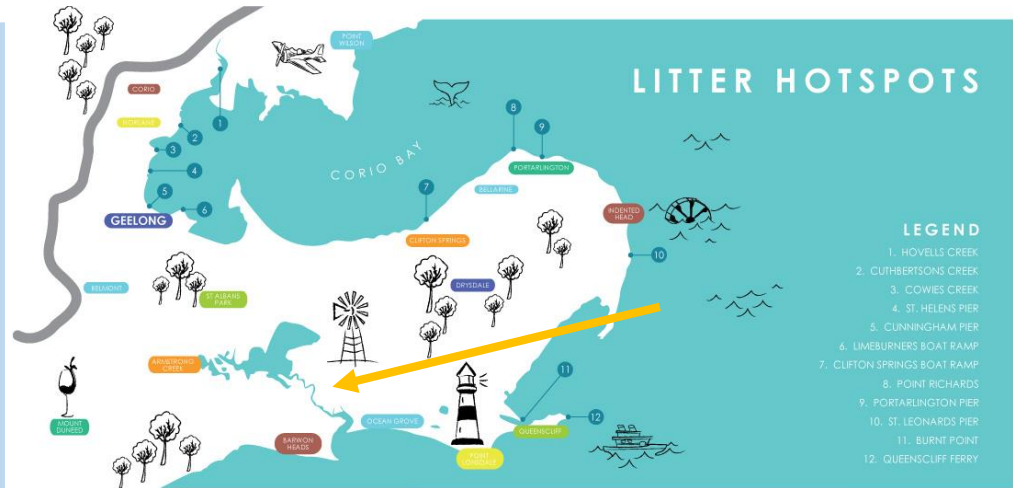 POINT
WILSON
LITTER HOTSPOTS
CORIO
NORLANE
1
2
3
4
5
6
GEELONG
CORIO BAY
7
8
9
PORTARLINGTON
BELLARINE
INDENTED
HEAD
CLIFTON SPRINGS
10
BELMONT
ST ALBANS
PARK
DRYSDALE
ARMSTRONG
CREEK
MOUNT
DUNEED
BARWON
HEADS
OCEAN GROVE
POINT
LONSDALE
11
12
QUEENSCLIFF
LEGEND
1. HOVELLS CREEK
2. CUTHBERTSONS CREEK
3. COWIES CREEK
4. ST. HELENS PIER
5. CUNNINGHAM PIER
6. LIMEBURNERS BOAT RAMP
7. CLIFTON SPRINGS BOAT RAMP
8. POINT RICHARDS
9. PORTARLINGTON PIER
10. ST. LEONARDS PIER
11. BURNT POINT
12. QUEENSCLIFF FERRY